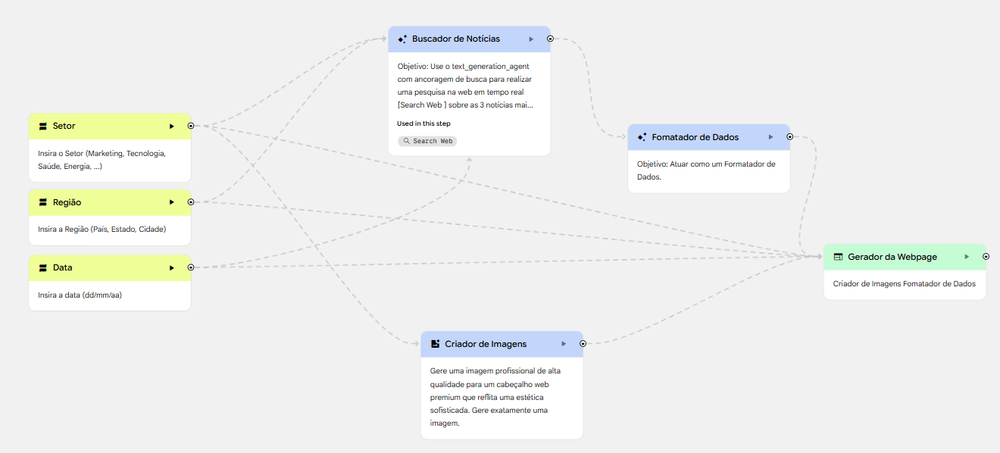 Buscador de Notícias
Objetivo: Use o text_generation_agent
com ancoragem de busca para realizar
uma pesquisa na web em tempo real
[Search Web ] sobre as 3 notícias mai...
Used in this step
Search Web
Setor
Insira o Setor (Marketing, Tecnologia,
Saúde, Energia, ...)
Região
Insira a Região (País, Estado, Cidade)
Data
Insira a data (dd/mm/aa)
Fomatador de Dados
Objetivo: Atuar como um Formatador de
Dados.
Gerador da Webpage
Criador de Imagens Fomatador de Dados
Criador de Imagens
Gere uma imagem profissional de alta
qualidade para um cabeçalho web
premium que reflita uma estética
sofisticada. Gere exatamente uma
imagem.